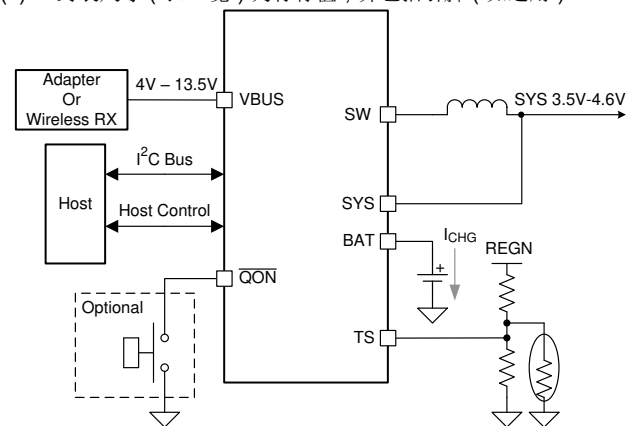 Adapter
Or
Wireless RX
4V – 13.5V
VBUS
SW
SYS 3.5V-4.6V
I²C Bus
Host
Host Control
SYS
BAT
I_CHG
REGN
+
QON
Optional
TS